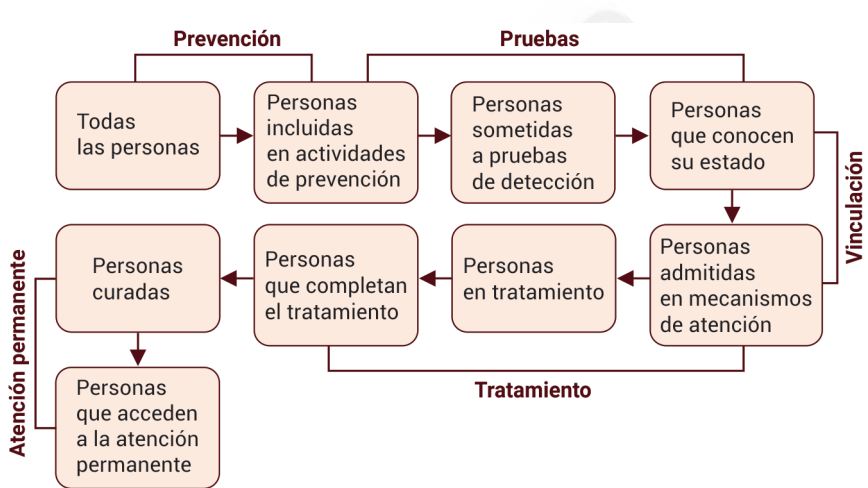 Prevención
Pruebas
Todas
las personas
Personas
incluidas
en actividades
de prevención
Personas
sometidas
a pruebas
de detección
Personas
que conocen
su estado
Vinculación
Personas
admitidas
en mecanismos
de atención
Personas
en tratamiento
Personas
que completan
el tratamiento
Personas
curadas
Tratamiento
Atención permanente
Personas
que acceden
a la atención
permanente